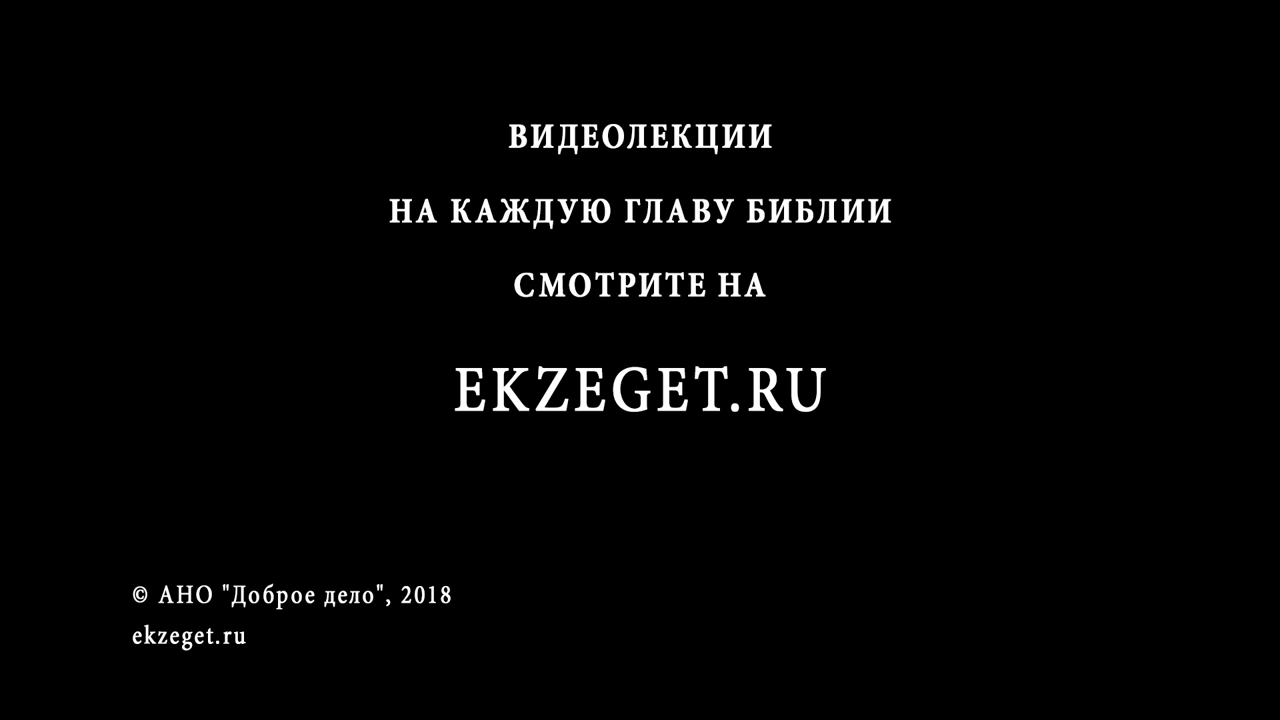 ВИДЕОЛЕКЦИИ
НА КАЖДУЮ ГЛАВУ БИБЛИИ
СМОТРИТЕ НА
EKZEGET.RU
© АНО "Доброе дело", 2018
ekzeget.ru